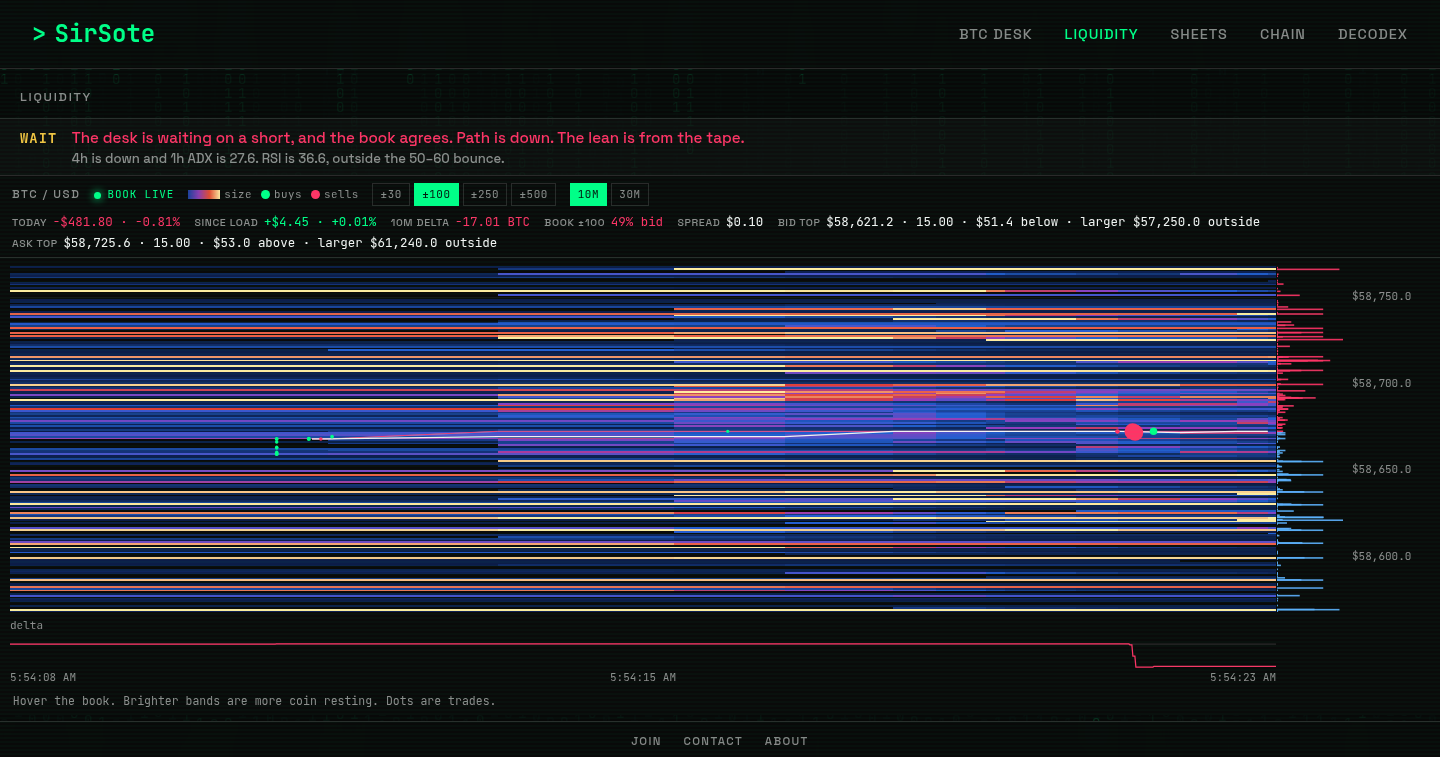 > SirSote
BTC DESK LIQUIDITY SHEETS CHAIN DECODEX
LIQUIDITY
WAIT The desk is waiting on a short, and the book agrees. Path is down. The lean is from the tape.
4h is down and 1h ADX is 27.6. RSI is 36.6, outside the 50–60 bounce.
BTC / USD BOOK LIVE size buys sells ±30 ±100 ±250 ±500 10M 30M
TODAY -$481.80 · -0.81% SINCE LOAD +$4.45 · +0.01% 10M DELTA -17.01 BTC BOOK ±100 49% bid SPREAD $0.10 BID TOP $58,621.2 · 15.00 · $51.4 below · larger $57,250.0 outside
ASK TOP $58,725.6 · 15.00 · $53.0 above · larger $61,240.0 outside
$58,750.0
$58,700.0
$58,650.0
$58,600.0
delta
5:54:08 AM 5:54:15 AM 5:54:23 AM
Hover the book. Brighter bands are more coin resting. Dots are trades.
JOIN CONTACT ABOUT